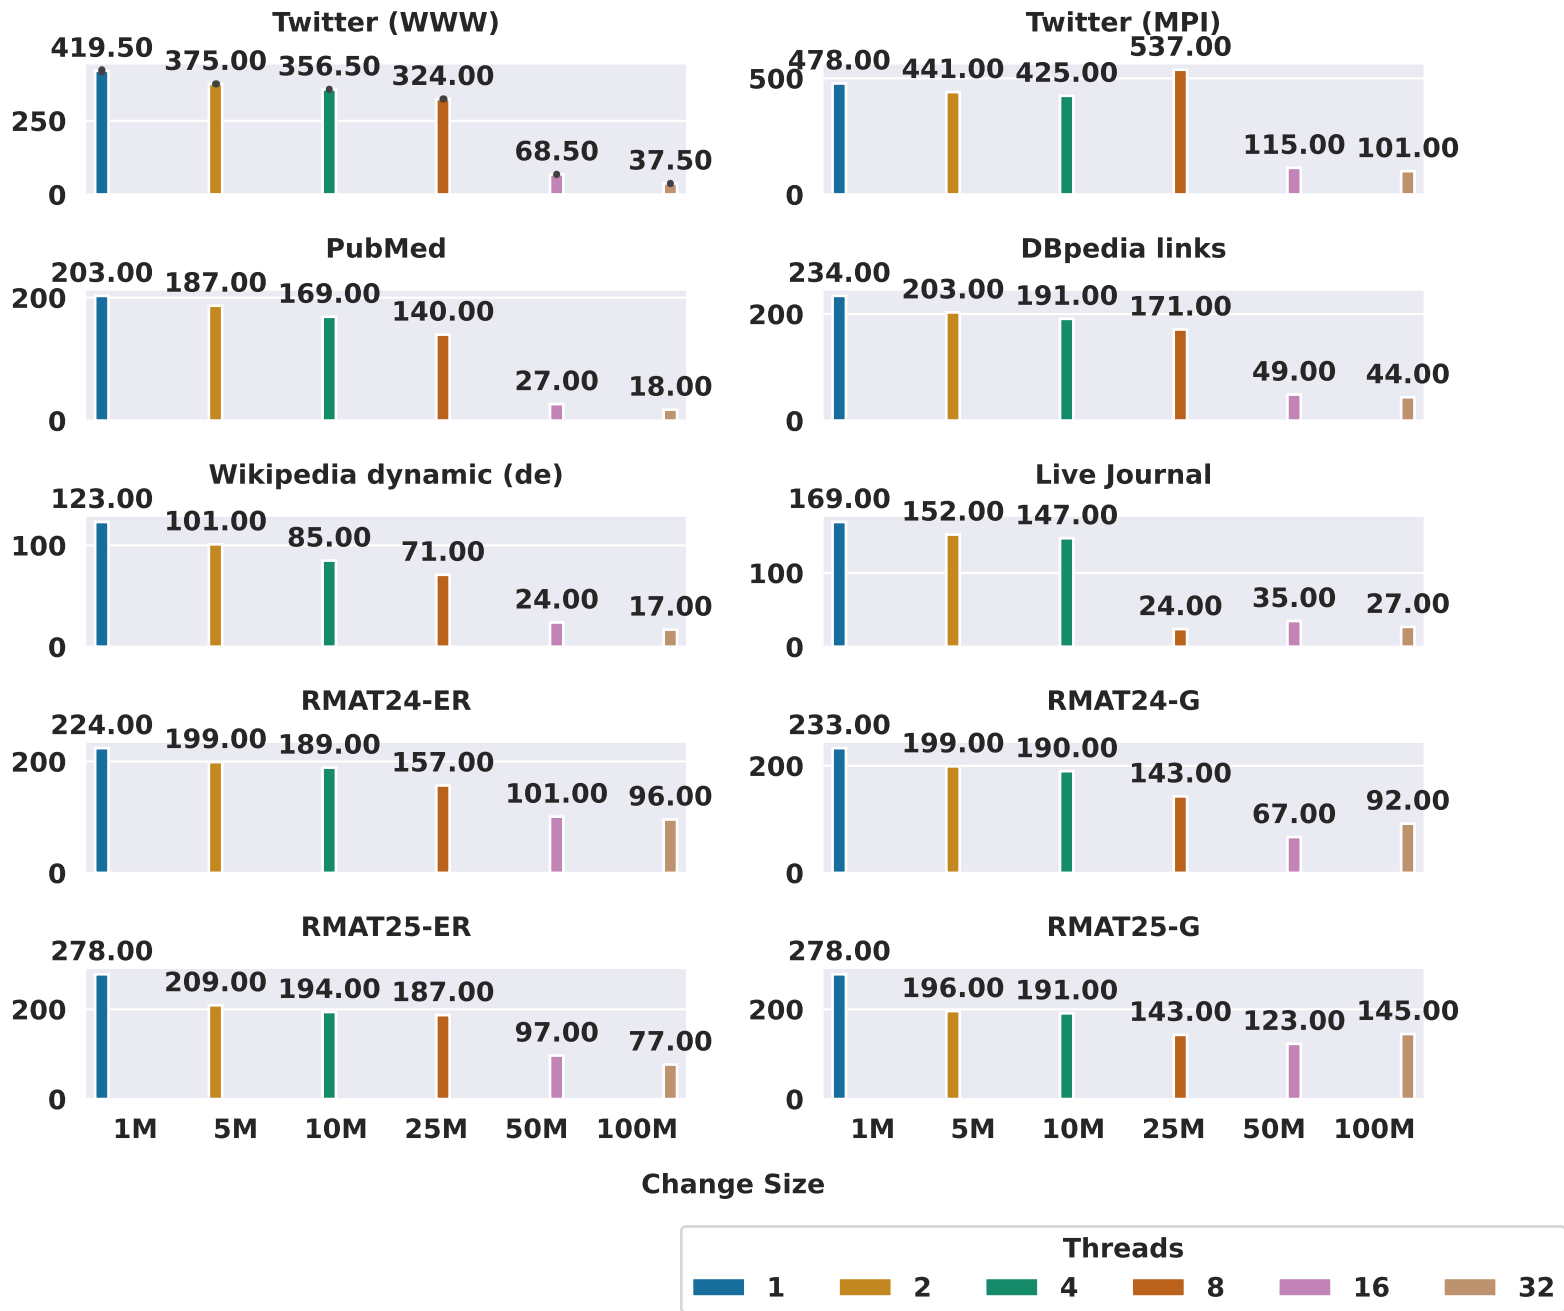 Twitter (WWW)
419.50 375.00 356.50 324.00 68.50 37.50
250
0
Twitter (MPI)
478.00 441.00 425.00 537.00 115.00 101.00
500
0
PubMed
203.00 187.00 169.00 140.00 27.00 18.00
200
0
DBpedia links
234.00 203.00 191.00 171.00 49.00 44.00
200
0
Wikipedia dynamic (de)
123.00 101.00 85.00 71.00 24.00 17.00
100
0
Live Journal
169.00 152.00 147.00 24.00 35.00 27.00
100
0
RMAT24-ER
224.00 199.00 189.00 157.00 101.00 96.00
200
0
RMAT24-G
233.00 199.00 190.00 143.00 67.00 92.00
200
0
RMAT25-ER
278.00 209.00 194.00 187.00 97.00 77.00
200
0
1M 5M 10M 25M 50M 100M
RMAT25-G
278.00 196.00 191.00 143.00 123.00 145.00
200
0
1M 5M 10M 25M 50M 100M
Change Size
Threads
1 2 4 8 16 32